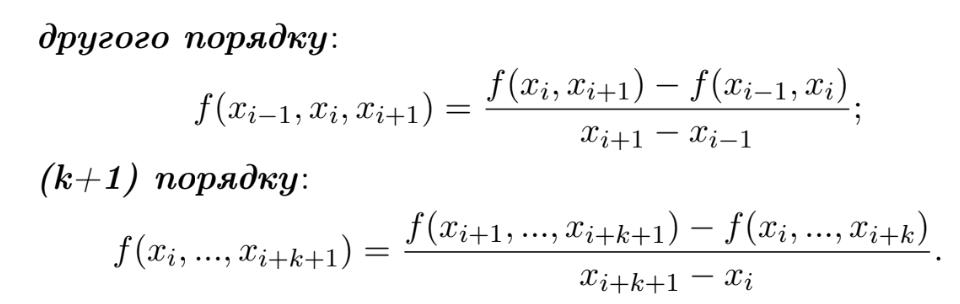 другого порядку:
f(x_{i−1}, x_i, x_{i+1}) = \frac{f(x_i, x_{i+1}) − f(x_{i−1}, x_i)}{x_{i+1} − x_{i−1}};
(k+1) порядку:
f(x_i, ..., x_{i+k+1}) = \frac{f(x_{i+1}, ..., x_{i+k+1}) − f(x_i, ..., x_{i+k})}{x_{i+k+1} − x_i}.